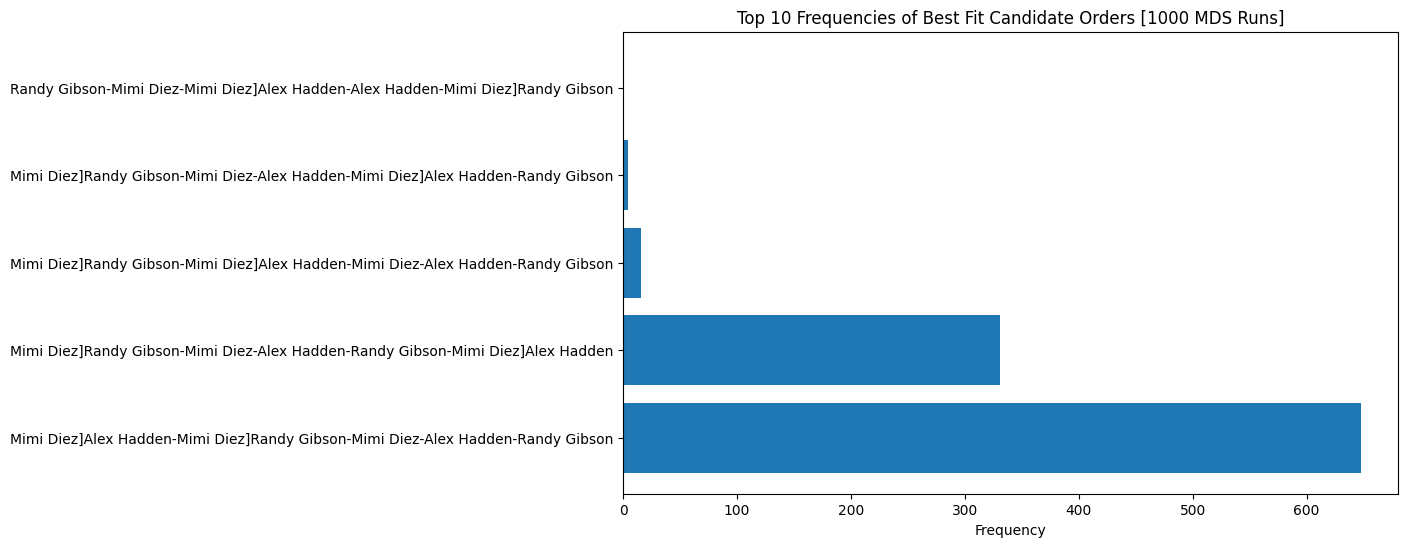 Top 10 Frequencies of Best Fit Candidate Orders [1000 MDS Runs]
Randy Gibson-Mimi Diez-Mimi Diez]Alex Hadden-Alex Hadden-Mimi Diez]Randy Gibson
Mimi Diez]Randy Gibson-Mimi Diez-Alex Hadden-Mimi Diez]Alex Hadden-Randy Gibson
Mimi Diez]Randy Gibson-Mimi Diez]Alex Hadden-Mimi Diez-Alex Hadden-Randy Gibson
Mimi Diez]Randy Gibson-Mimi Diez-Alex Hadden-Randy Gibson-Mimi Diez]Alex Hadden
Mimi Diez]Alex Hadden-Mimi Diez]Randy Gibson-Mimi Diez-Alex Hadden-Randy Gibson
0 100 200 300 400 500 600
Frequency